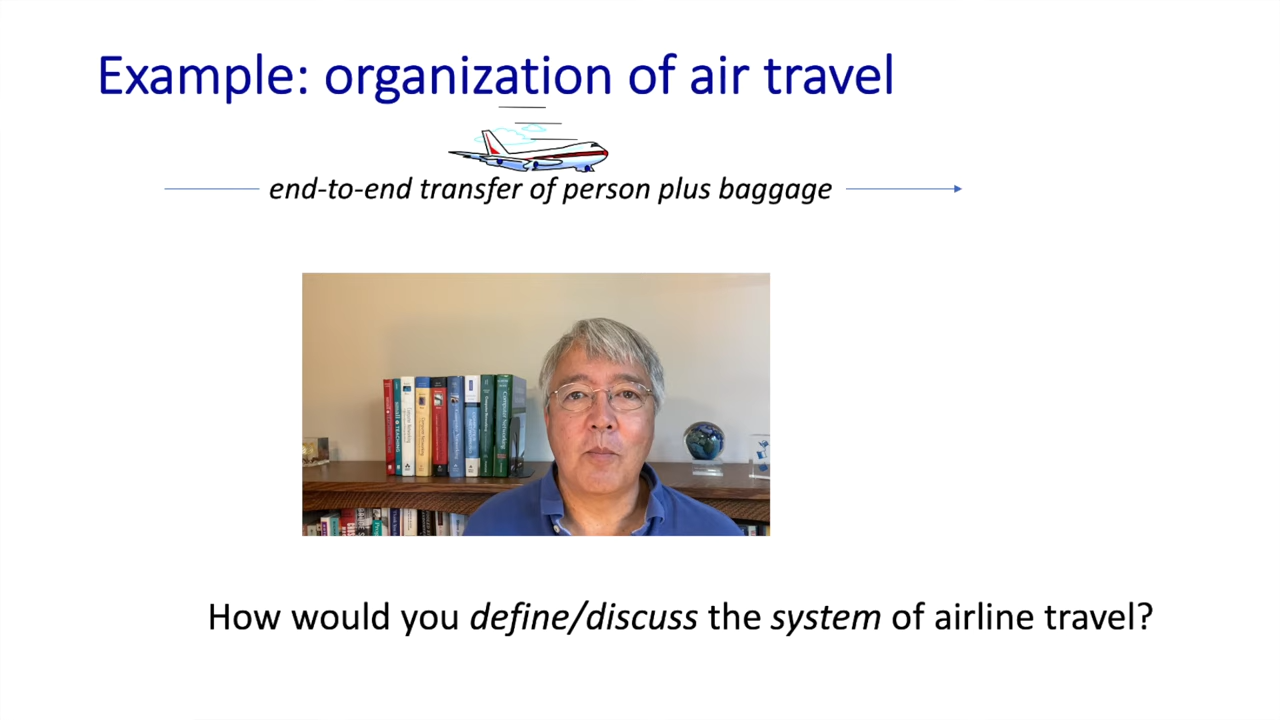 Example: organization of air travel
end-to-end transfer of person plus baggage
How would you define/discuss the system of airline travel?